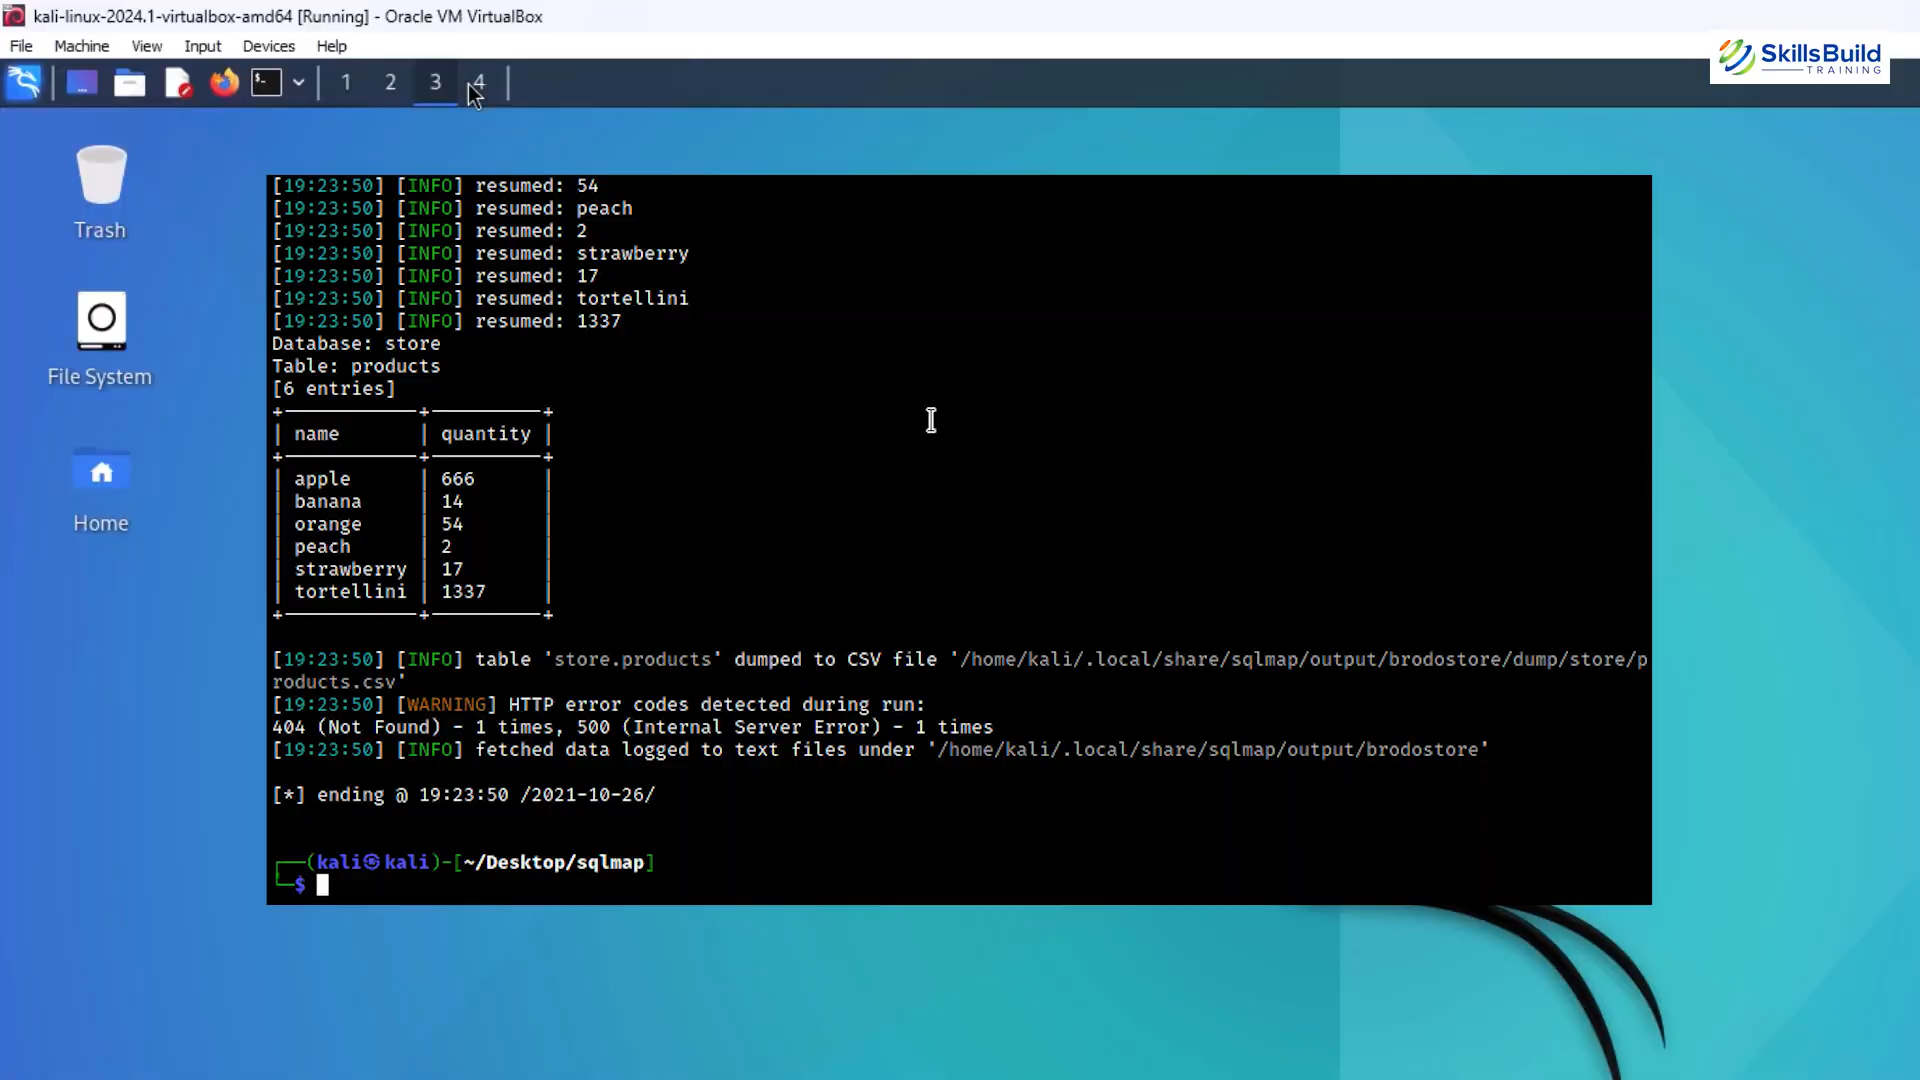 kali-linux-2024.1-virtualbox-amd64 [Running] - Oracle VM VirtualBox
File Machine View Input Devices Help
1 2 3 4
SkillsBuild
TRAINING
Trash
File System
Home
[19:23:50] [INFO] resumed: 54
[19:23:50] [INFO] resumed: peach
[19:23:50] [INFO] resumed: 2
[19:23:50] [INFO] resumed: strawberry
[19:23:50] [INFO] resumed: 17
[19:23:50] [INFO] resumed: tortellini
[19:23:50] [INFO] resumed: 1337
Database: store
Table: products
[6 entries]
| name | quantity |
| apple | 666 |
| banana | 14 |
| orange | 54 |
| peach | 2 |
| strawberry | 17 |
| tortellini | 1337 |
[19:23:50] [INFO] table 'store.products' dumped to CSV file '/home/kali/.local/share/sqlmap/output/brodostore/dump/store/p
roducts.csv'
[19:23:50] [WARNING] HTTP error codes detected during run:
404 (Not Found) - 1 times, 500 (Internal Server Error) - 1 times
[19:23:50] [INFO] fetched data logged to text files under '/home/kali/.local/share/sqlmap/output/brodostore'
[*] ending @ 19:23:50 /2021-10-26/
┌──(kali㉿kali)-[~/Desktop/sqlmap]
└─$